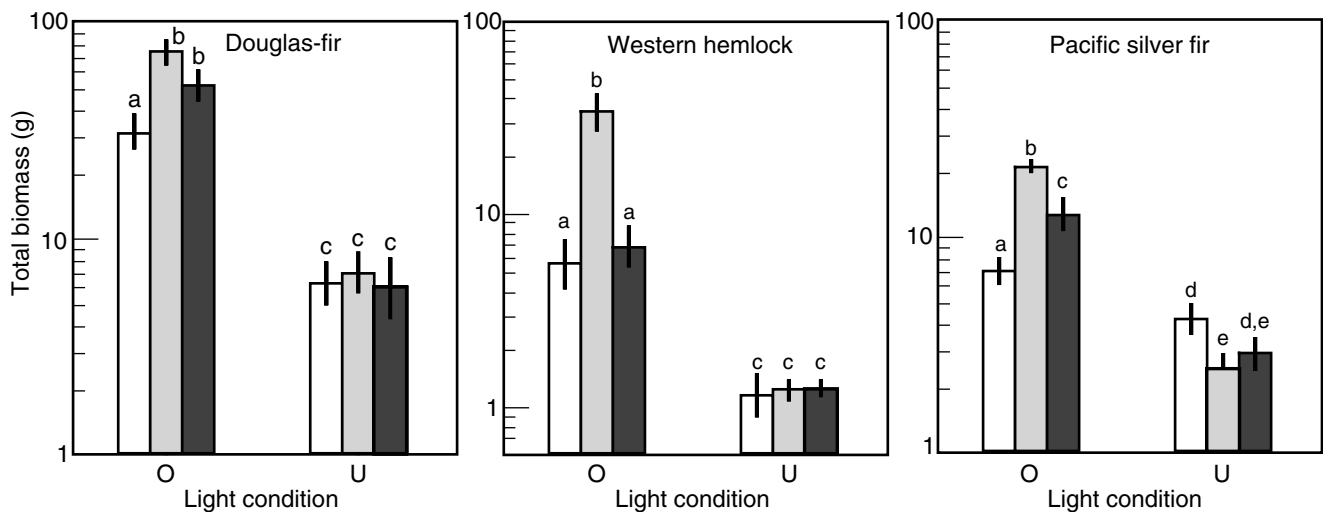 Total biomass (g)
100
10
1
Douglas-fir
a
b
b
c
c
c
O
U
Light condition
100
10
1
Western hemlock
a
b
a
c
c
c
O
U
Light condition
100
10
1
Pacific silver fir
a
b
c
d
e
d,e
O
U
Light condition